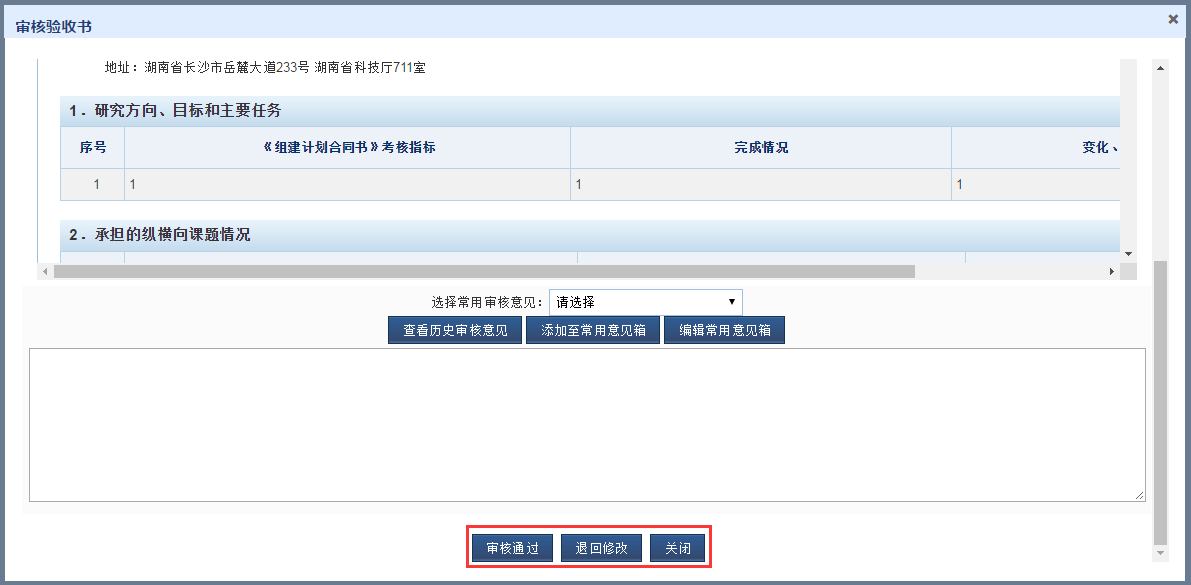 审核验收书
地址：湖南省长沙市岳麓大道233号 湖南省科技厅711室
1．研究方向、目标和主要任务
序号 《组建计划合同书》考核指标 完成情况 变化、
1 1 1 1
2．承担的纵横向课题情况
选择常用审核意见： 请选择
查看历史审核意见 添加至常用意见箱 编辑常用意见箱
审核通过 退回修改 关闭